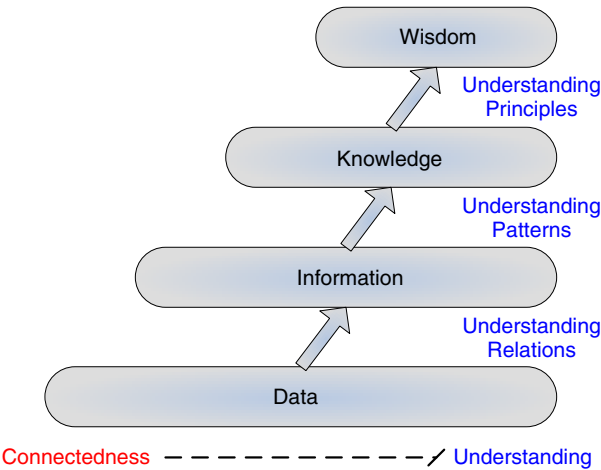 Wisdom
Understanding
Principles
Knowledge
Understanding
Patterns
Information
Understanding
Relations
Data
Connectedness
Understanding